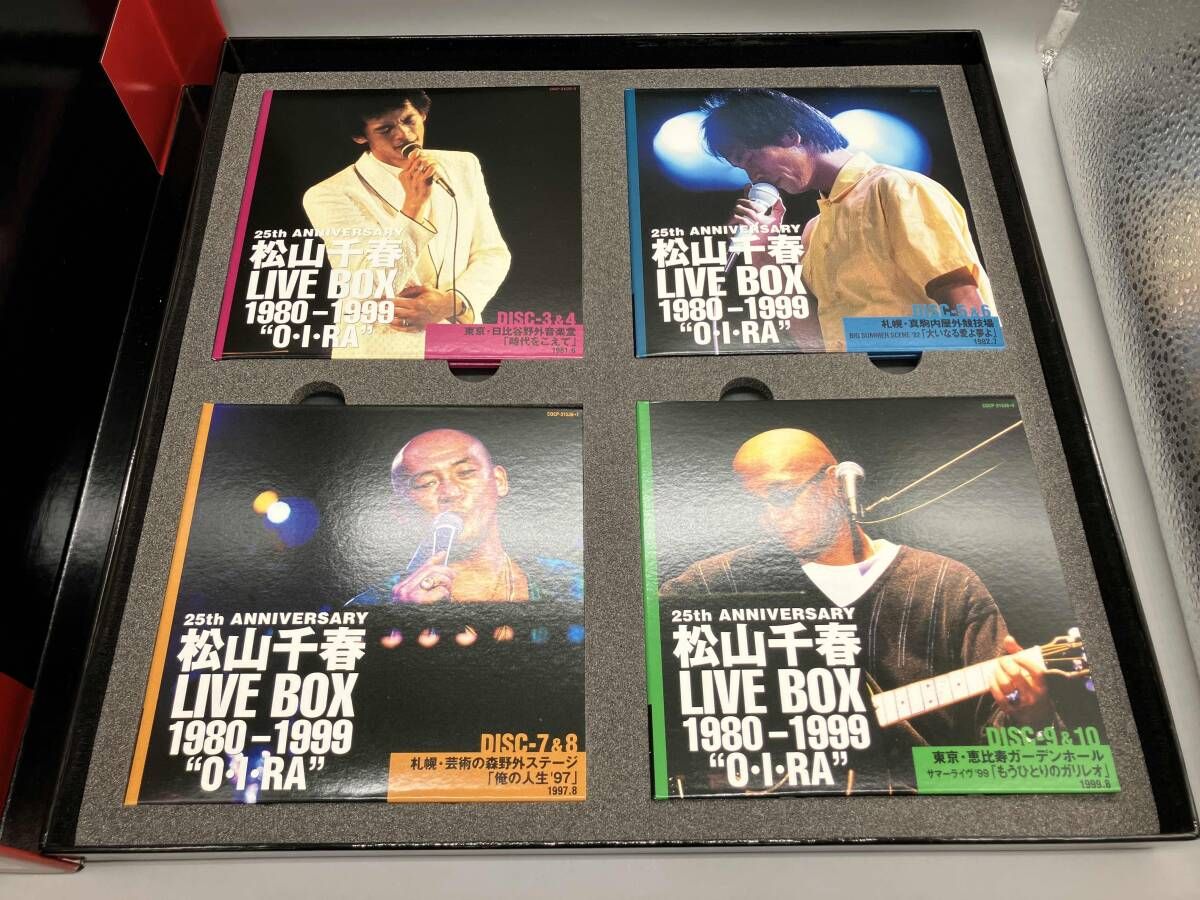 25th ANNIVERSARY
松山千春
LIVE BOX
1980-1999
"O・I・RA"
DISC-3&4
東京・日比谷野外音楽堂
「時代をこえて」
1981.6
25th ANNIVERSARY
松山千春
LIVE BOX
1980-1999
"O・I・RA"
DISC-5&6
札幌・真駒内屋外競技場
BIG SUMMER SCENE '82「大いなる愛よ夢よ」
1982.7
25th ANNIVERSARY
松山千春
LIVE BOX
1980-1999
"O・I・RA"
DISC-7&8
札幌・芸術の森野外ステージ
「俺の人生'97」
1997.8
25th ANNIVERSARY
松山千春
LIVE BOX
1980-1999
"O・I・RA"
DISC-9&10
東京・恵比寿ガーデンホール
サマーライヴ'99「もうひとりのガリレオ」
1999.8